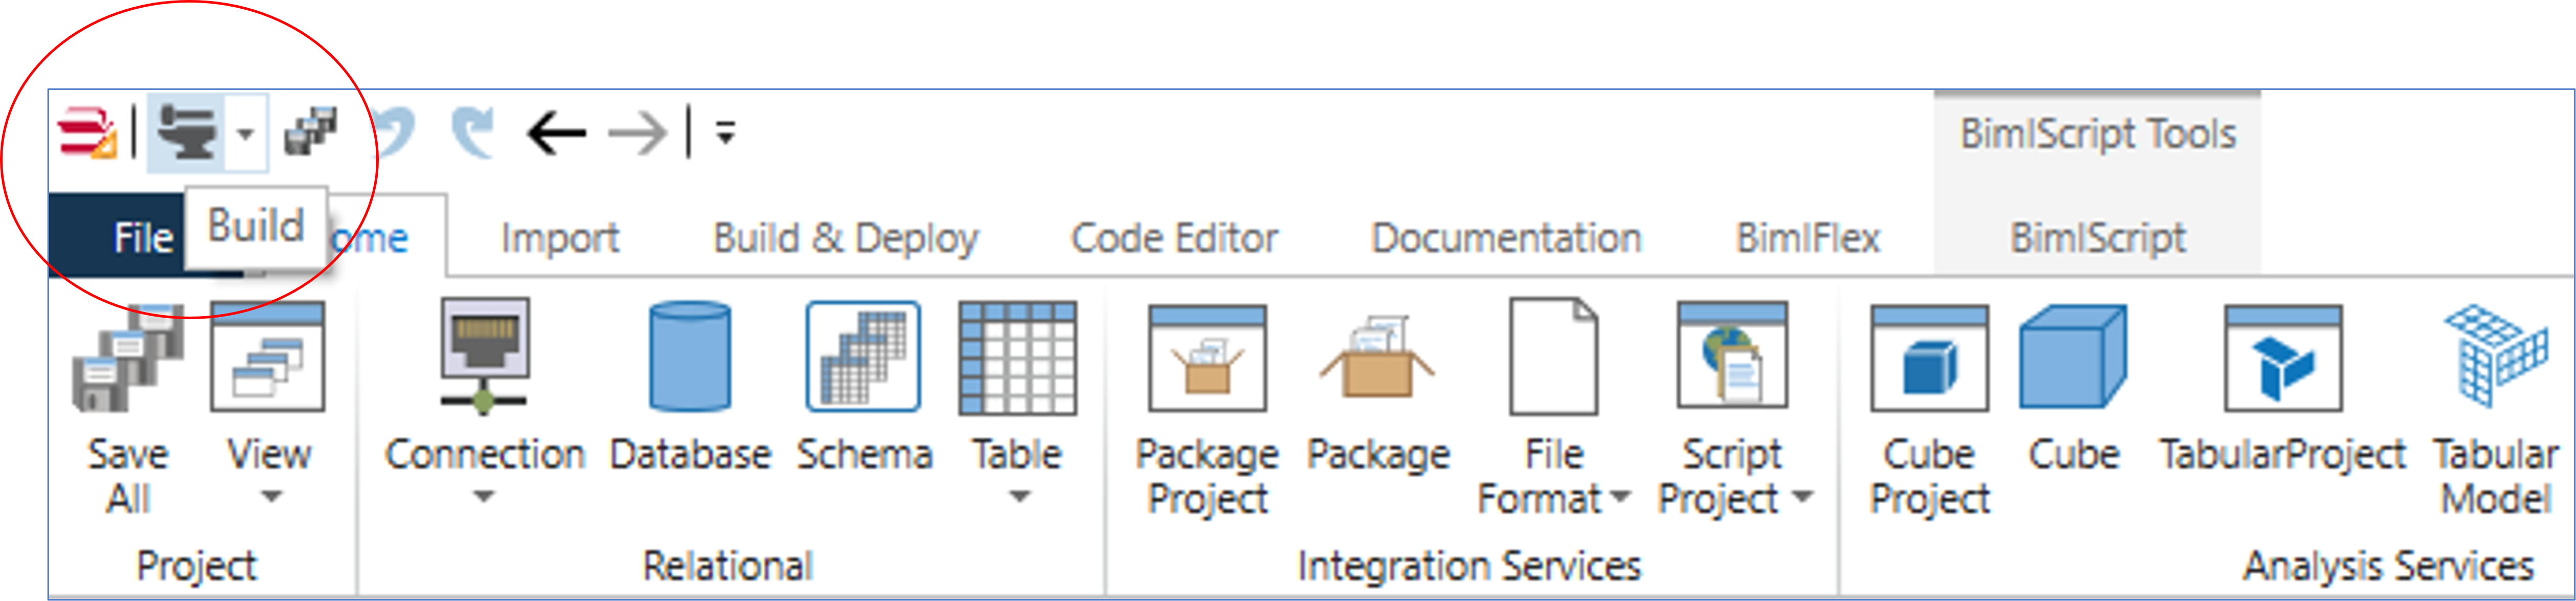 BimlScript Tools
File
Build
ome
Import
Build & Deploy
Code Editor
Documentation
BimlFlex
BimlScript
Save
All
View
Connection
Database
Schema
Table
Package
Project
Package
File
Format
Script
Project
Cube
Project
Cube
TabularProject
Tabular
Model
Project
Relational
Integration Services
Analysis Services